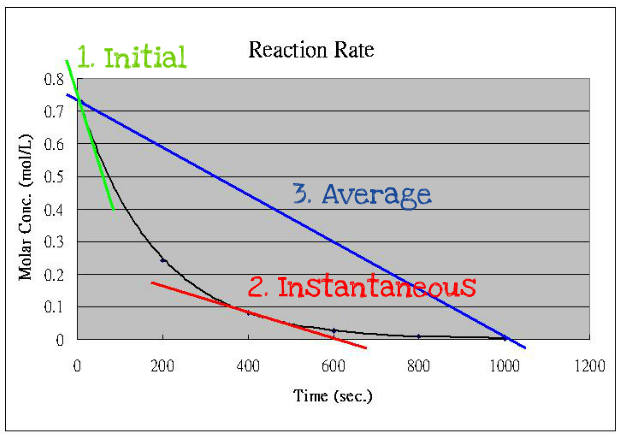 1. Initial
Reaction Rate
0.8
0.7
0.6
0.5
0.4
0.3
0.2
0.1
0
Molar Conc. (mol/L)
3. Average
2. Instantaneous
0 200 400 600 800 1000 1200
Time (sec.)